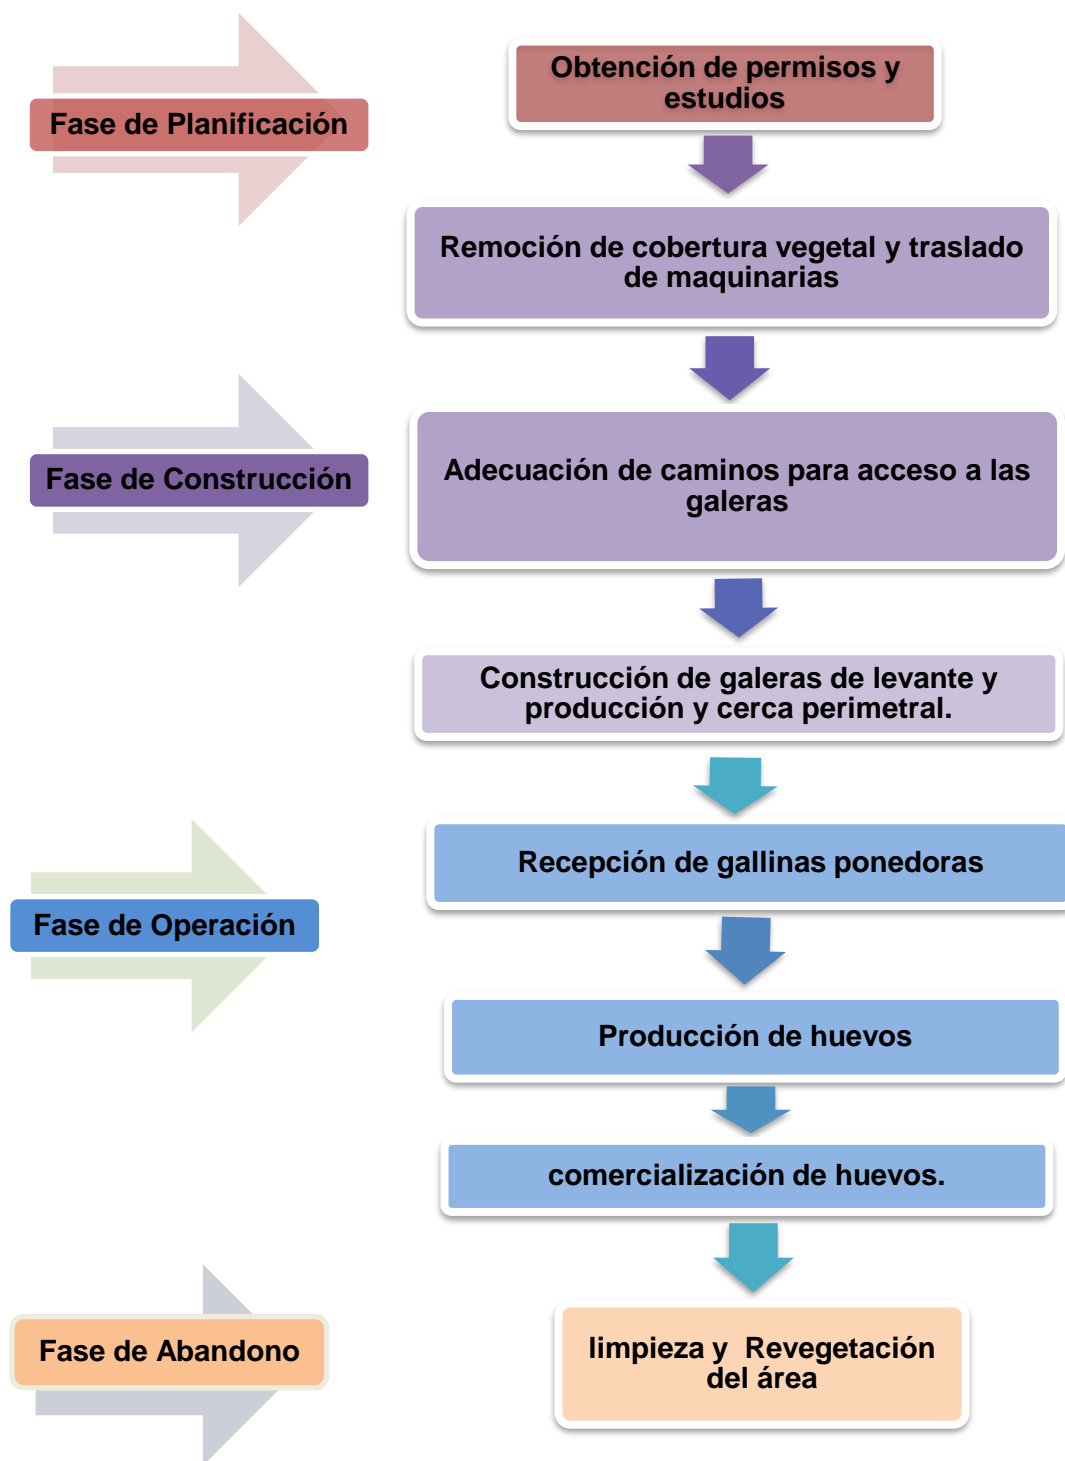 Obtención de permisos y
estudios
Fase de Planificación
Remoción de cobertura vegetal y traslado
de maquinarias
Adecuación de caminos para acceso a las
galeras
Fase de Construcción
Construcción de galeras de levante y
producción y cerca perimetral.
Recepción de gallinas ponedoras
Fase de Operación
Producción de huevos
comercialización de huevos.
limpieza y  Revegetación
del área
Fase de Abandono